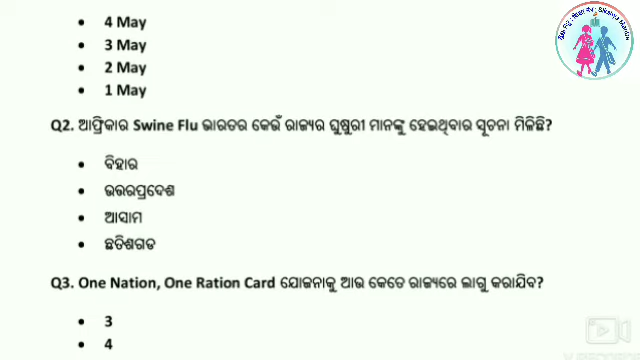 • 4 May
• 3 May
• 2 May
• 1 May
Q2. ଆଫ୍ରିକାର Swine Flu ଭାରତର କେଉଁ ରାଜ୍ୟର ଘୁଷୁରୀ ମାନଙ୍କୁ ହେଇଥିବାର ସୂଚନା ମିଳିଛି?
• ବିହାର
• ଉତ୍ତରପ୍ରଦେଶ
• ଆସାମ
• ଛତିଶଗଡ
Q3. One Nation, One Ration Card ଯୋଜନାକୁ ଆଉ କେତେ ରାଜ୍ୟରେ ଲାଗୁ କରାଯିବ?
• 3
• 4